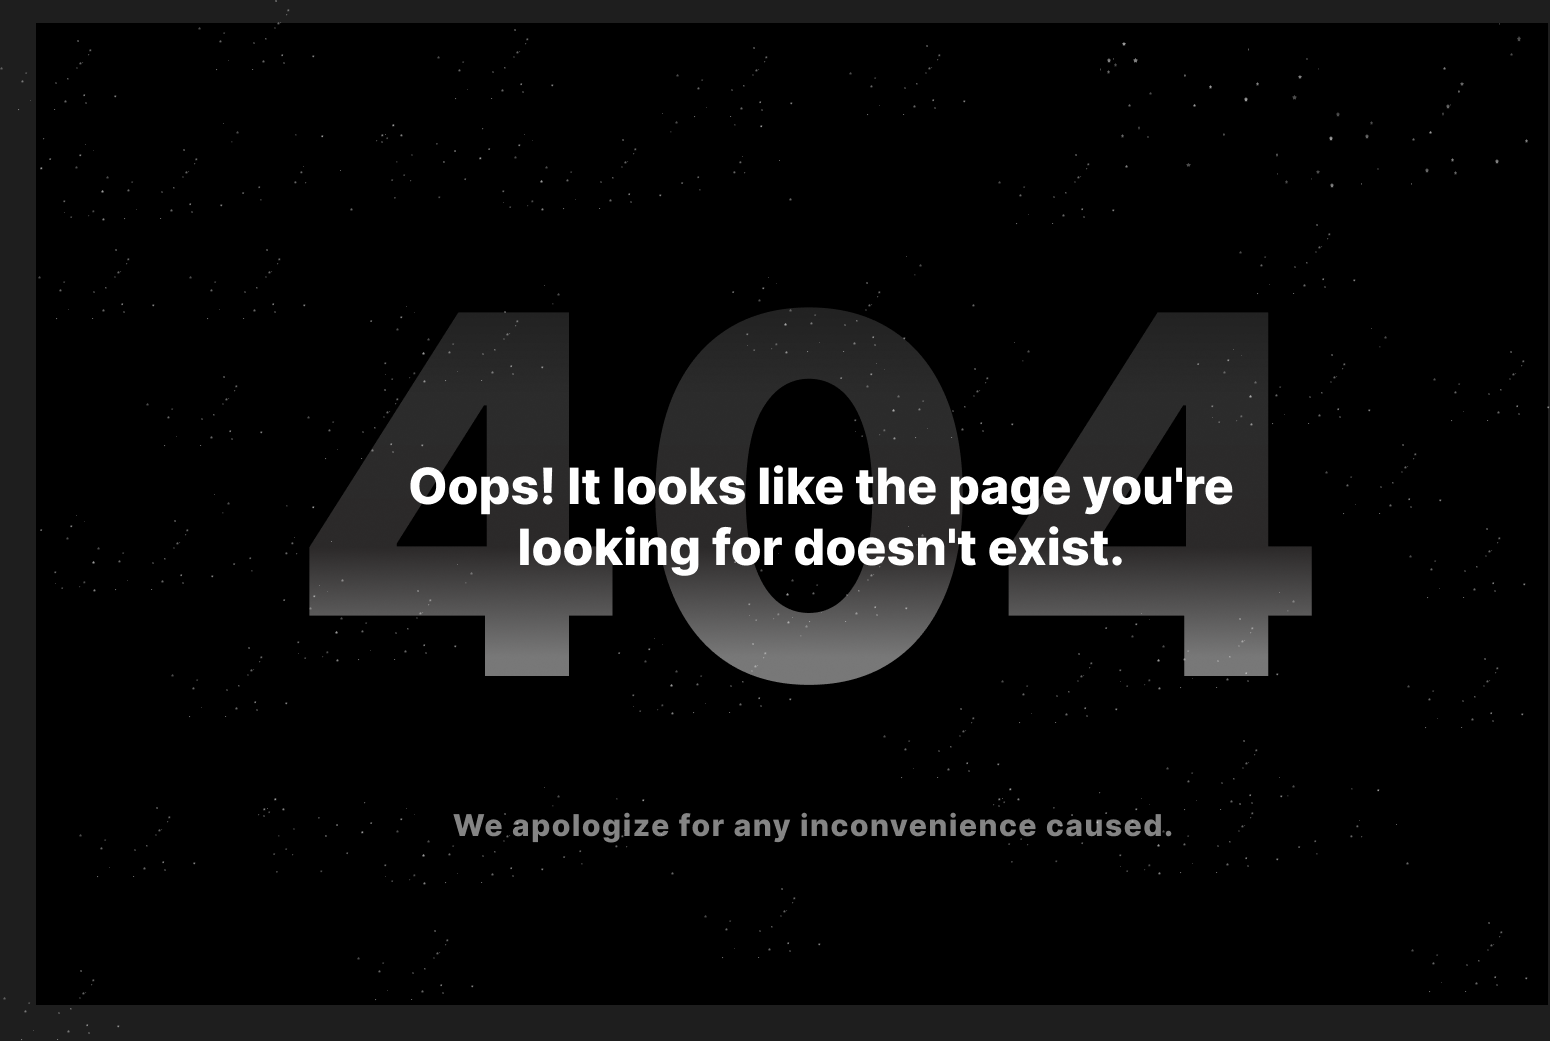 404
Oops! It looks like the page you're
looking for doesn't exist.
We apologize for any inconvenience caused.